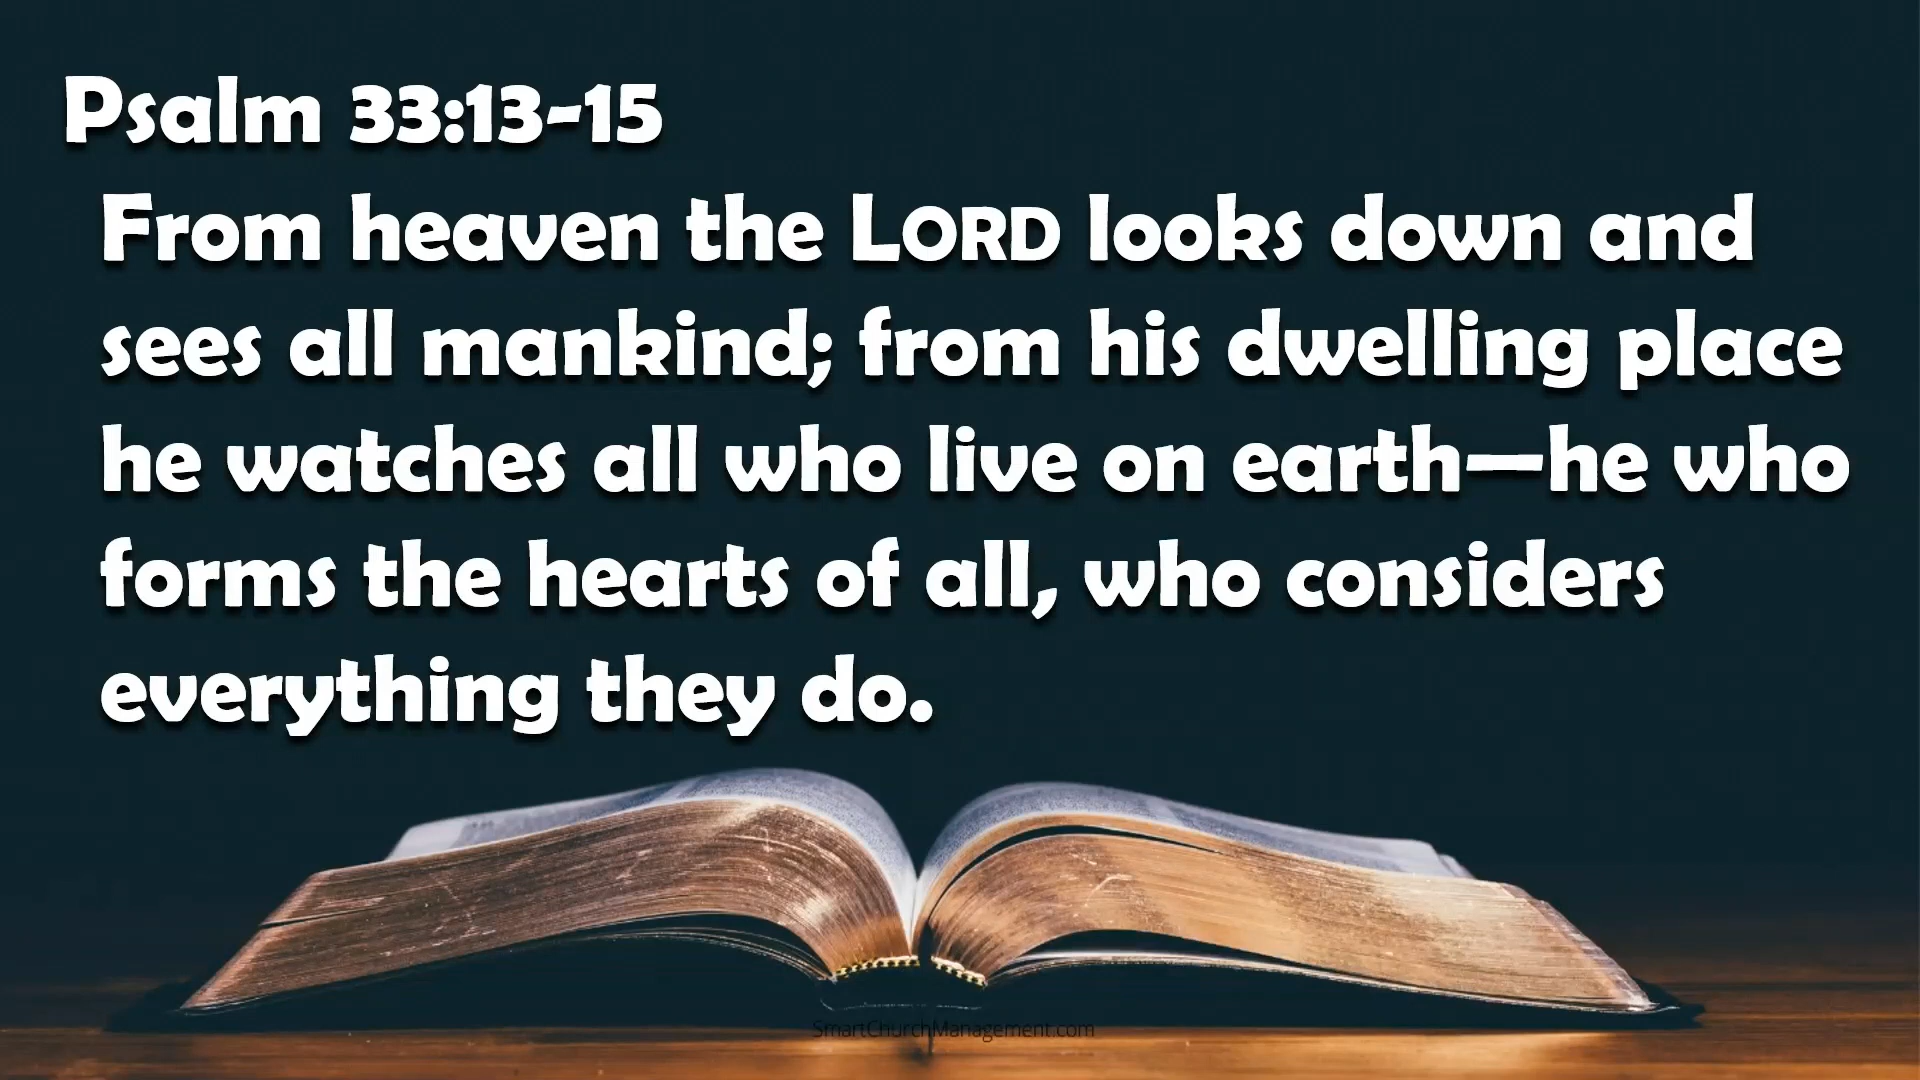 Psalm 33:13-15
From heaven the LORD looks down and
sees all mankind; from his dwelling place
he watches all who live on earth—he who
forms the hearts of all, who considers
everything they do.
SmartChurchManagement.com